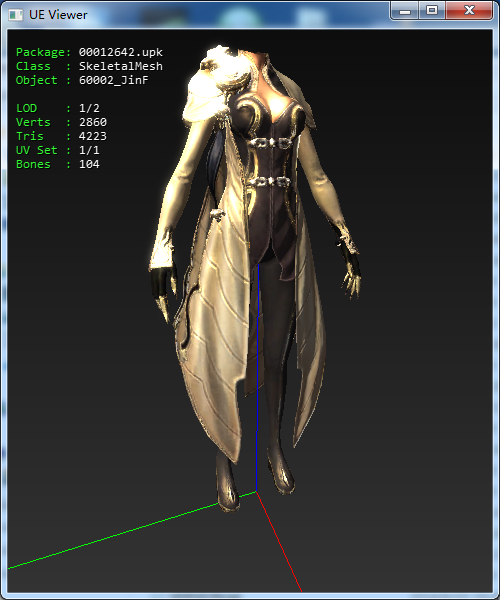 UE Viewer
Package: 00012642.upk
Class : SkeletalMesh
Object : 60002_JinF
LOD : 1/2
Verts : 2860
Tris : 4223
UV Set : 1/1
Bones : 104